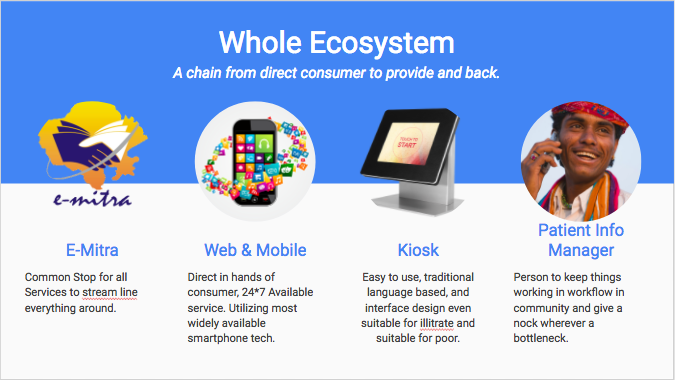 Whole Ecosystem
A chain from direct consumer to provide and back.
e-mitra
TOUCH TO
START
E-Mitra
Common Stop for all
Services to stream line
everything around.
Web & Mobile
Direct in hands of
consumer, 24*7 Available
service. Utilizing most
widely available
smartphone tech.
Kiosk
Easy to use, traditional
language based, and
interface design even
suitable for illitrate and
suitable for poor.
Patient Info
Manager
Person to keep things
working in workflow in
community and give a
nock wherever a
bottleneck.